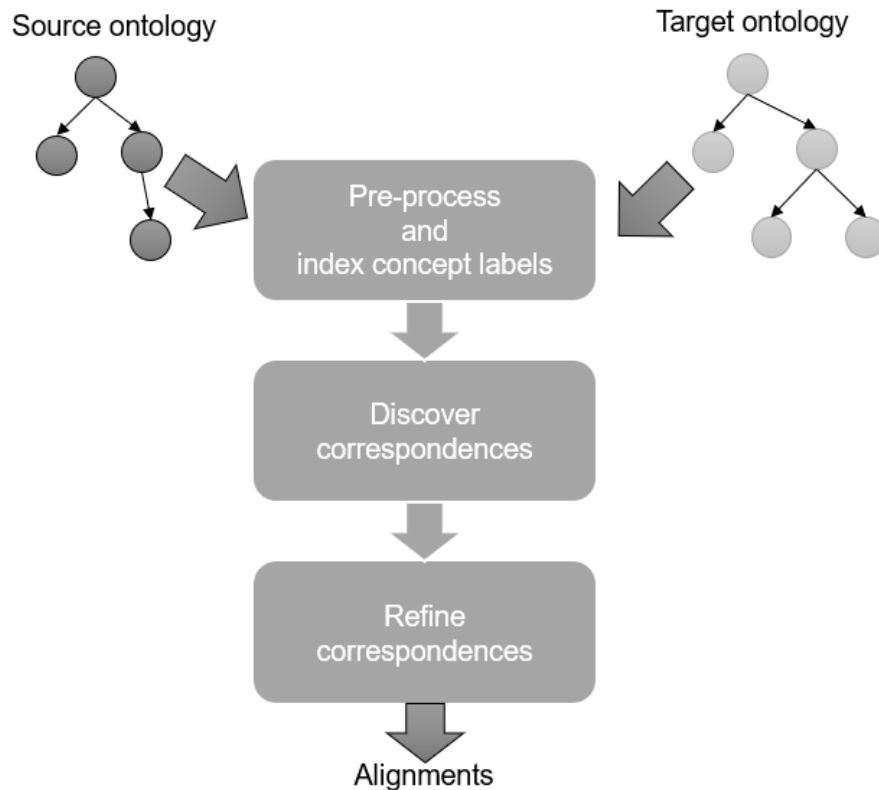 Source ontology
Target ontology
Pre-process
and
index concept labels
Discover
correspondences
Refine
correspondences
Alignments